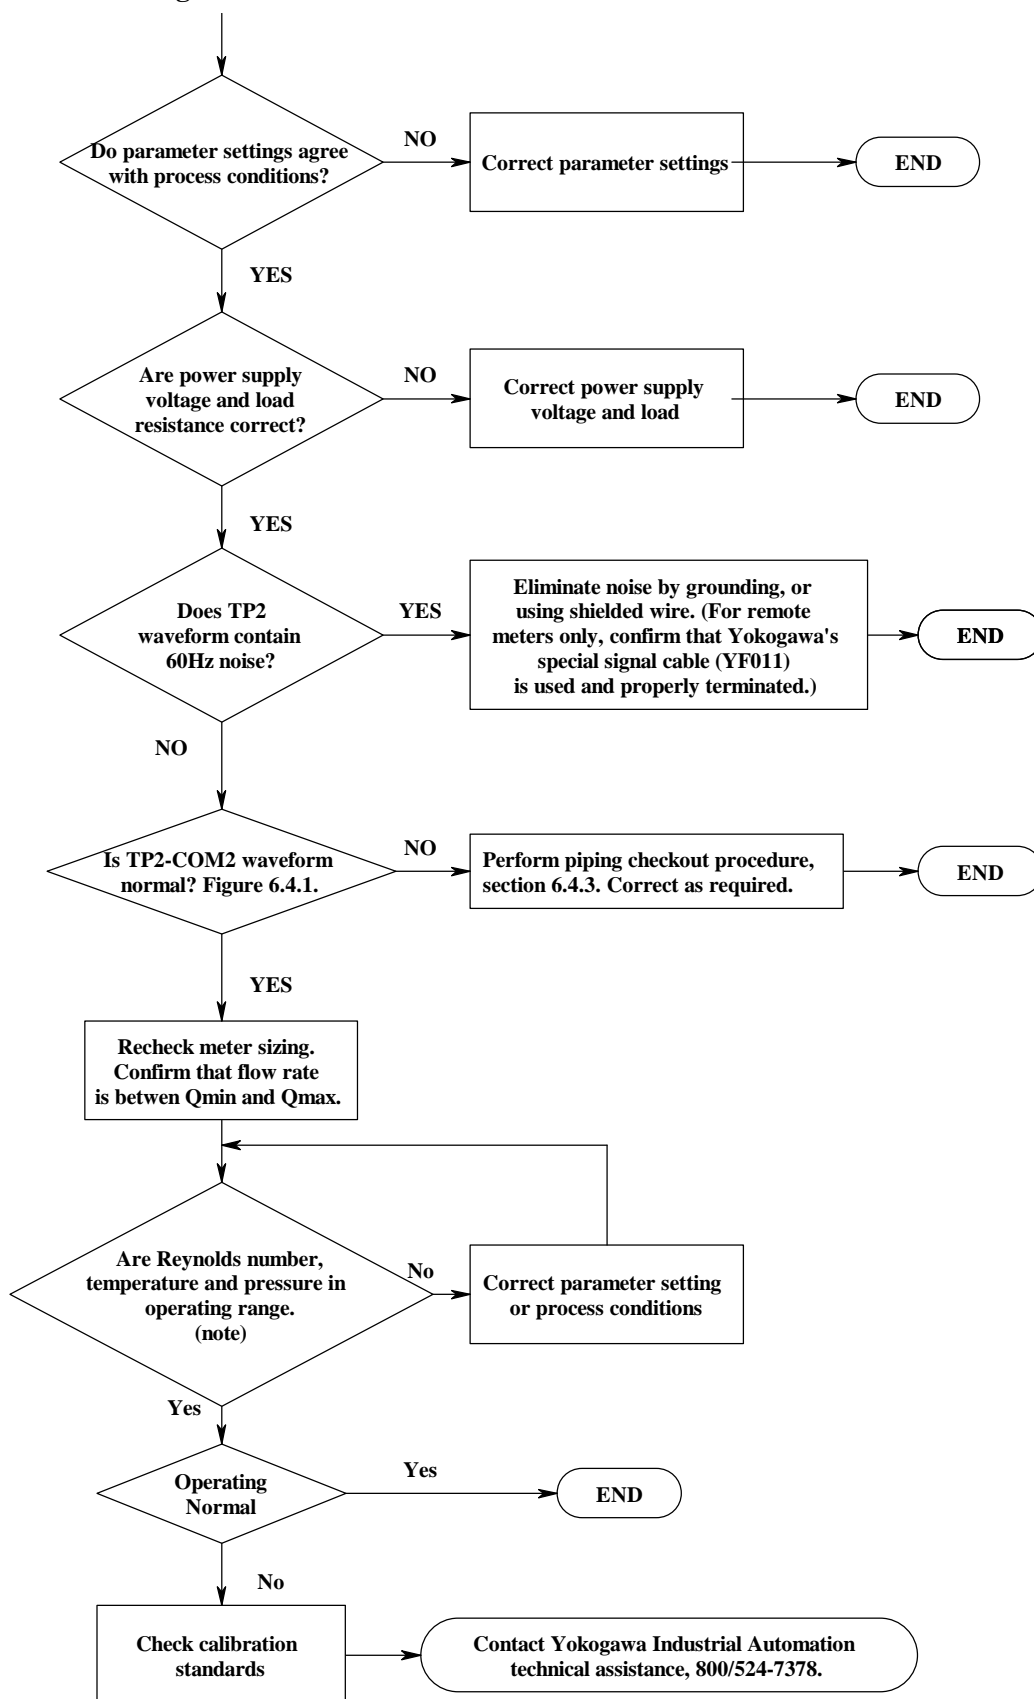 Do parameter settings agree
with process conditions?
NO
Correct parameter settings
END
YES
Are power supply
voltage and load
resistance correct?
NO
Correct power supply
voltage and load
END
YES
Does TP2
waveform contain
60Hz noise?
YES
Eliminate noise by grounding, or
using shielded wire. (For remote
meters only, confirm that Yokogawa's
special signal cable (YF011)
is used and properly terminated.)
END
NO
Is TP2-COM2 waveform
normal? Figure 6.4.1.
NO
Perform piping checkout procedure,
section 6.4.3. Correct as required.
END
YES
Recheck meter sizing.
Confirm that flow rate
is betwen Qmin and Qmax.
Are Reynolds number,
temperature and pressure in
operating range.
(note)
No
Correct parameter setting
or process conditions
Yes
Operating
Normal
Yes
END
No
Check calibration
standards
Contact Yokogawa Industrial Automation
technical assistance, 800/524-7378.